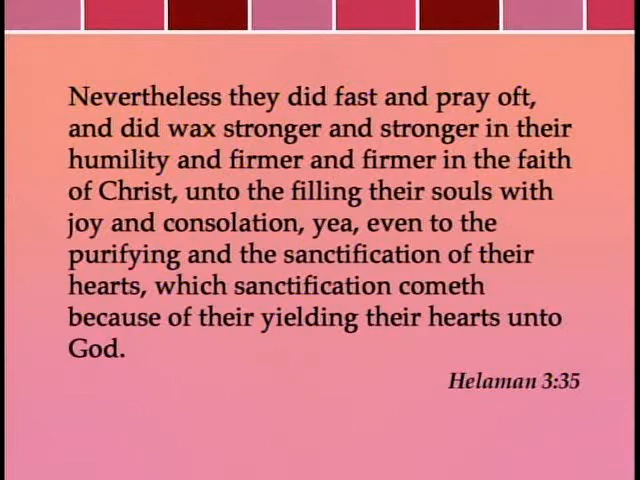 Nevertheless they did fast and pray oft,
and did wax stronger and stronger in their
humility and firmer and firmer in the faith
of Christ, unto the filling their souls with
joy and consolation, yea, even to the
purifying and the sanctification of their
hearts, which sanctification cometh
because of their yielding their hearts unto
God.
Helaman 3:35